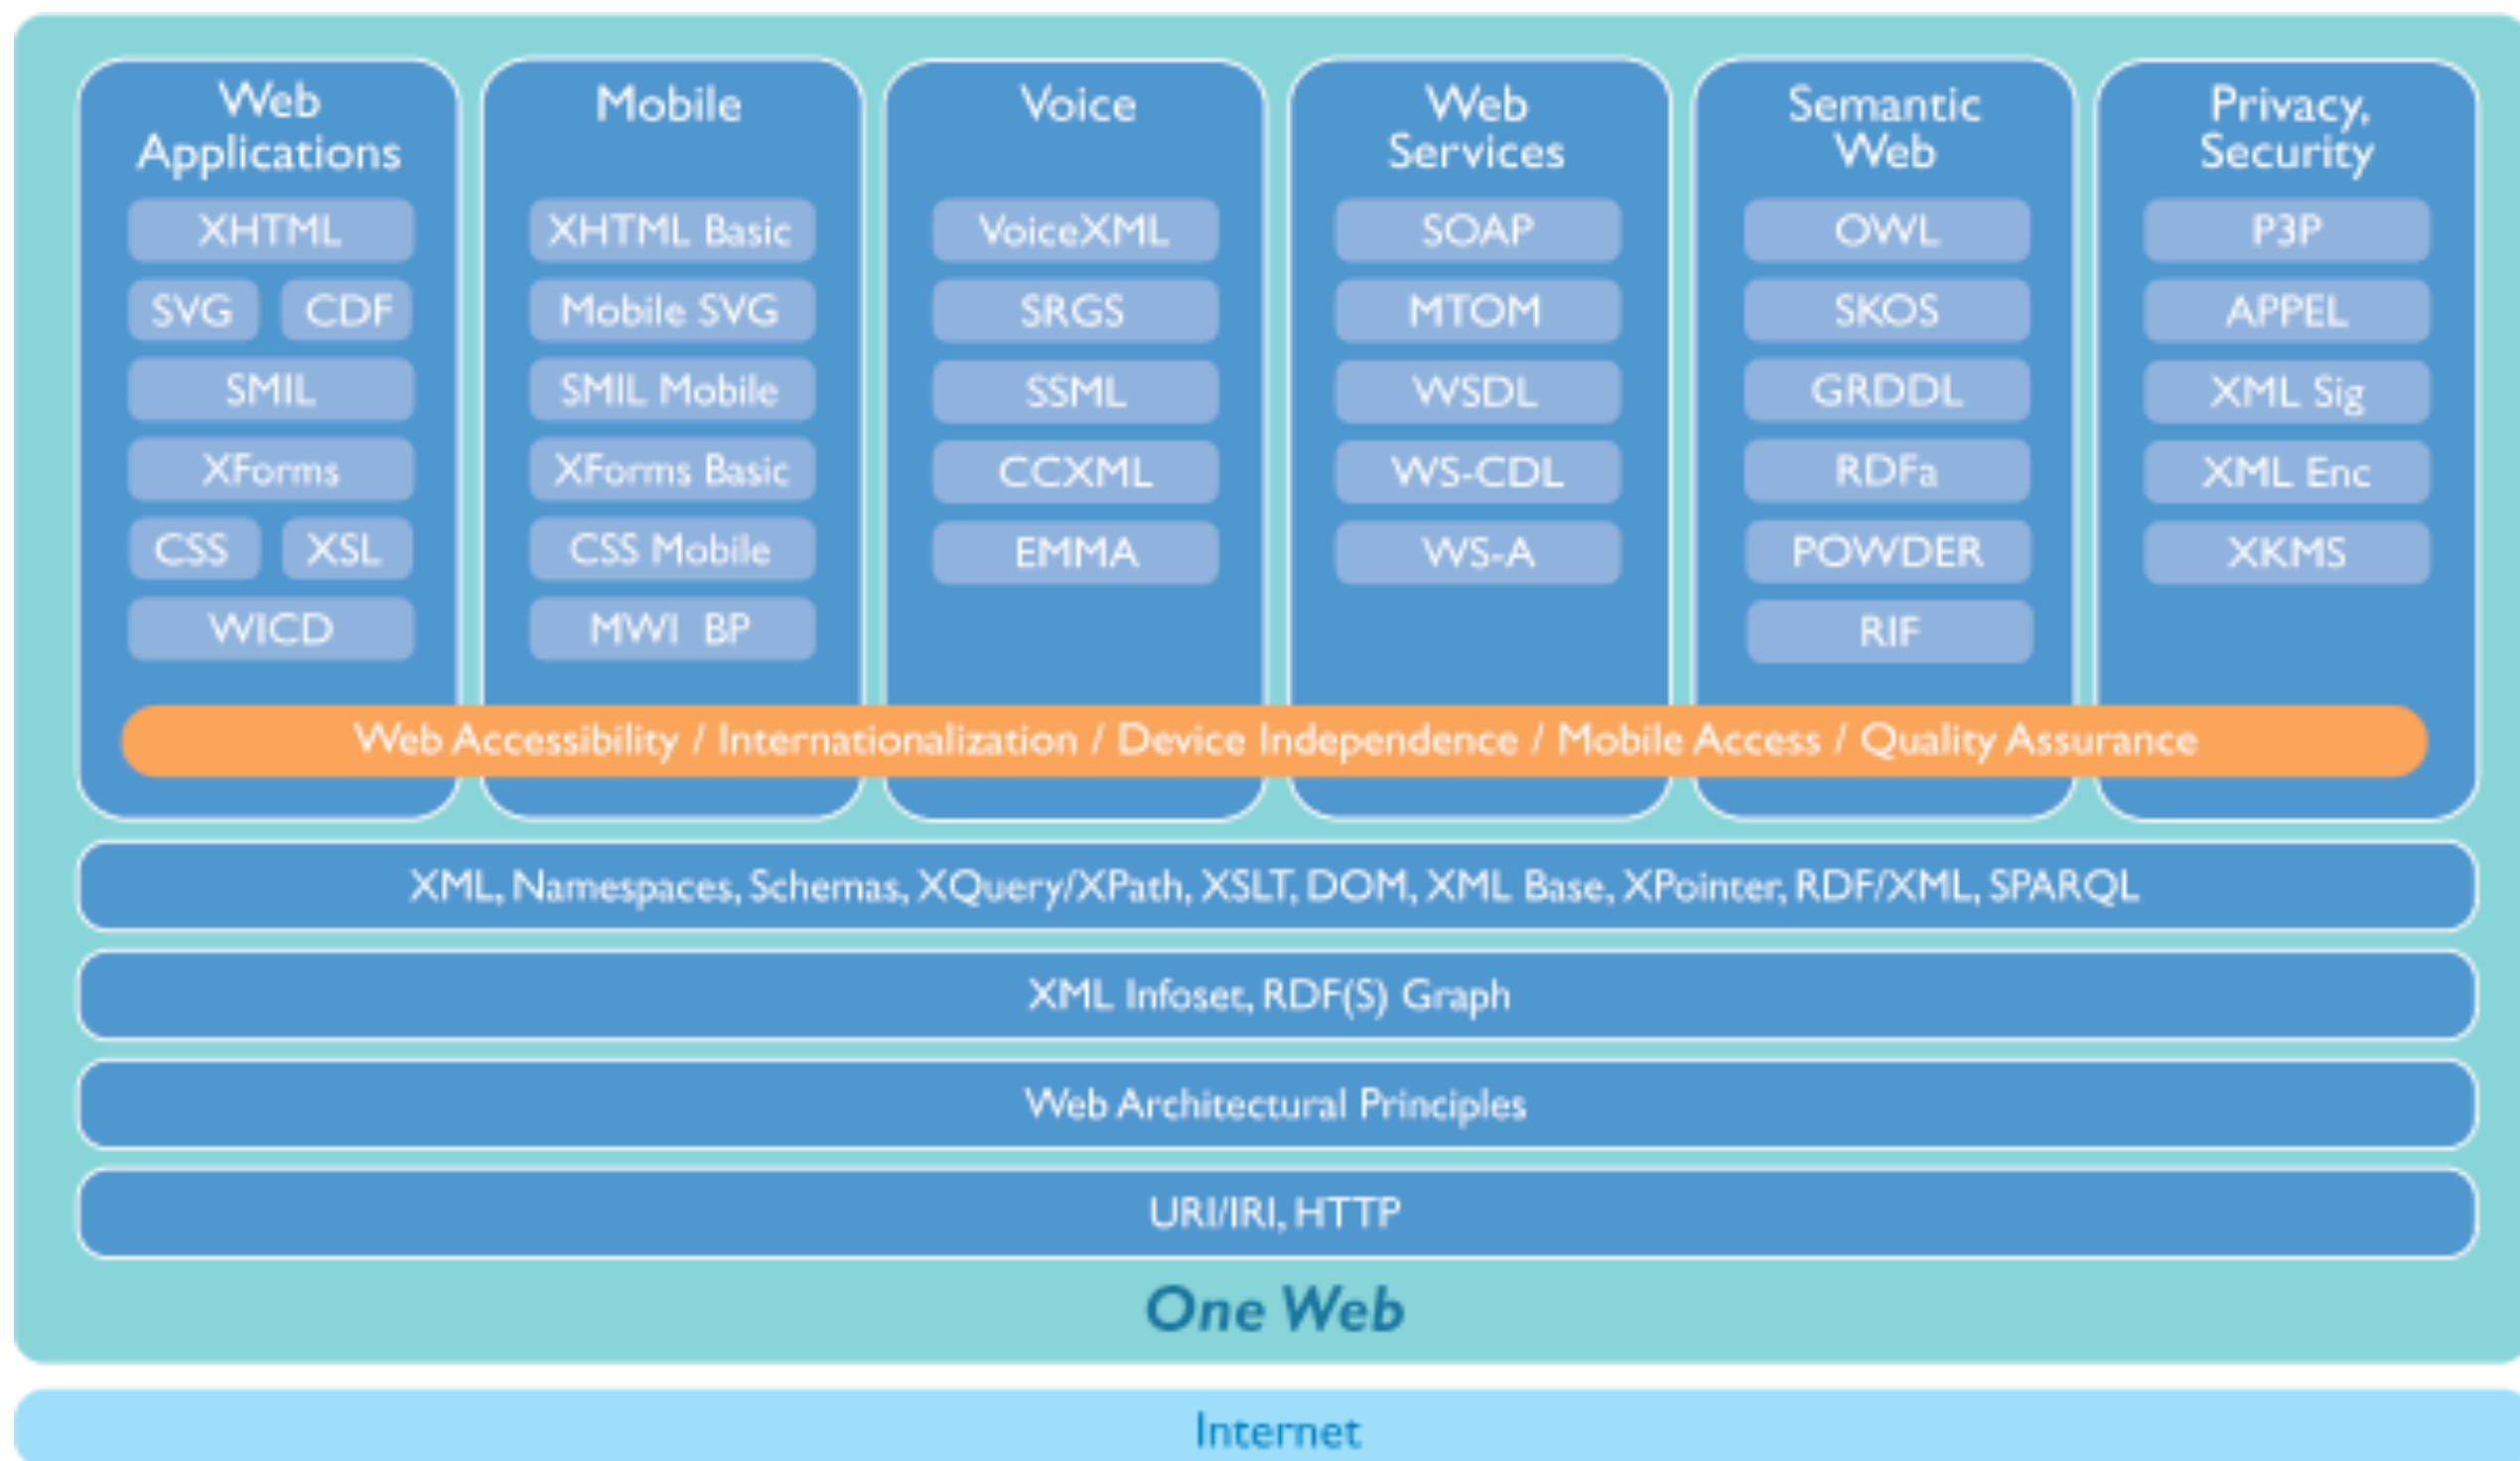 Web
Applications
XHTML
SVG CDF
SMIL
XForms
CSS XSL
WICD
Mobile
XHTML Basic
Mobile SVG
SMIL Mobile
XForms Basic
CSS Mobile
MWI BP
Voice
VoiceXML
SRGS
SSML
CCXML
EMMA
Web
Services
SOAP
MTOM
WSDL
WS-CDL
WS-A
Semantic
Web
OWL
SKOS
GRDDL
RDFa
POWDER
RIF
Privacy,
Security
P3P
APPEL
XML Sig
XML Enc
XKMS
Web Accessibility / Internationalization / Device Independence / Mobile Access / Quality Assurance
XML, Namespaces, Schemas, XQuery/XPath, XSLT, DOM, XML Base, XPointer, RDF/XML, SPARQL
XML Infoset, RDF(S) Graph
Web Architectural Principles
URI/IRI, HTTP
One Web
Internet